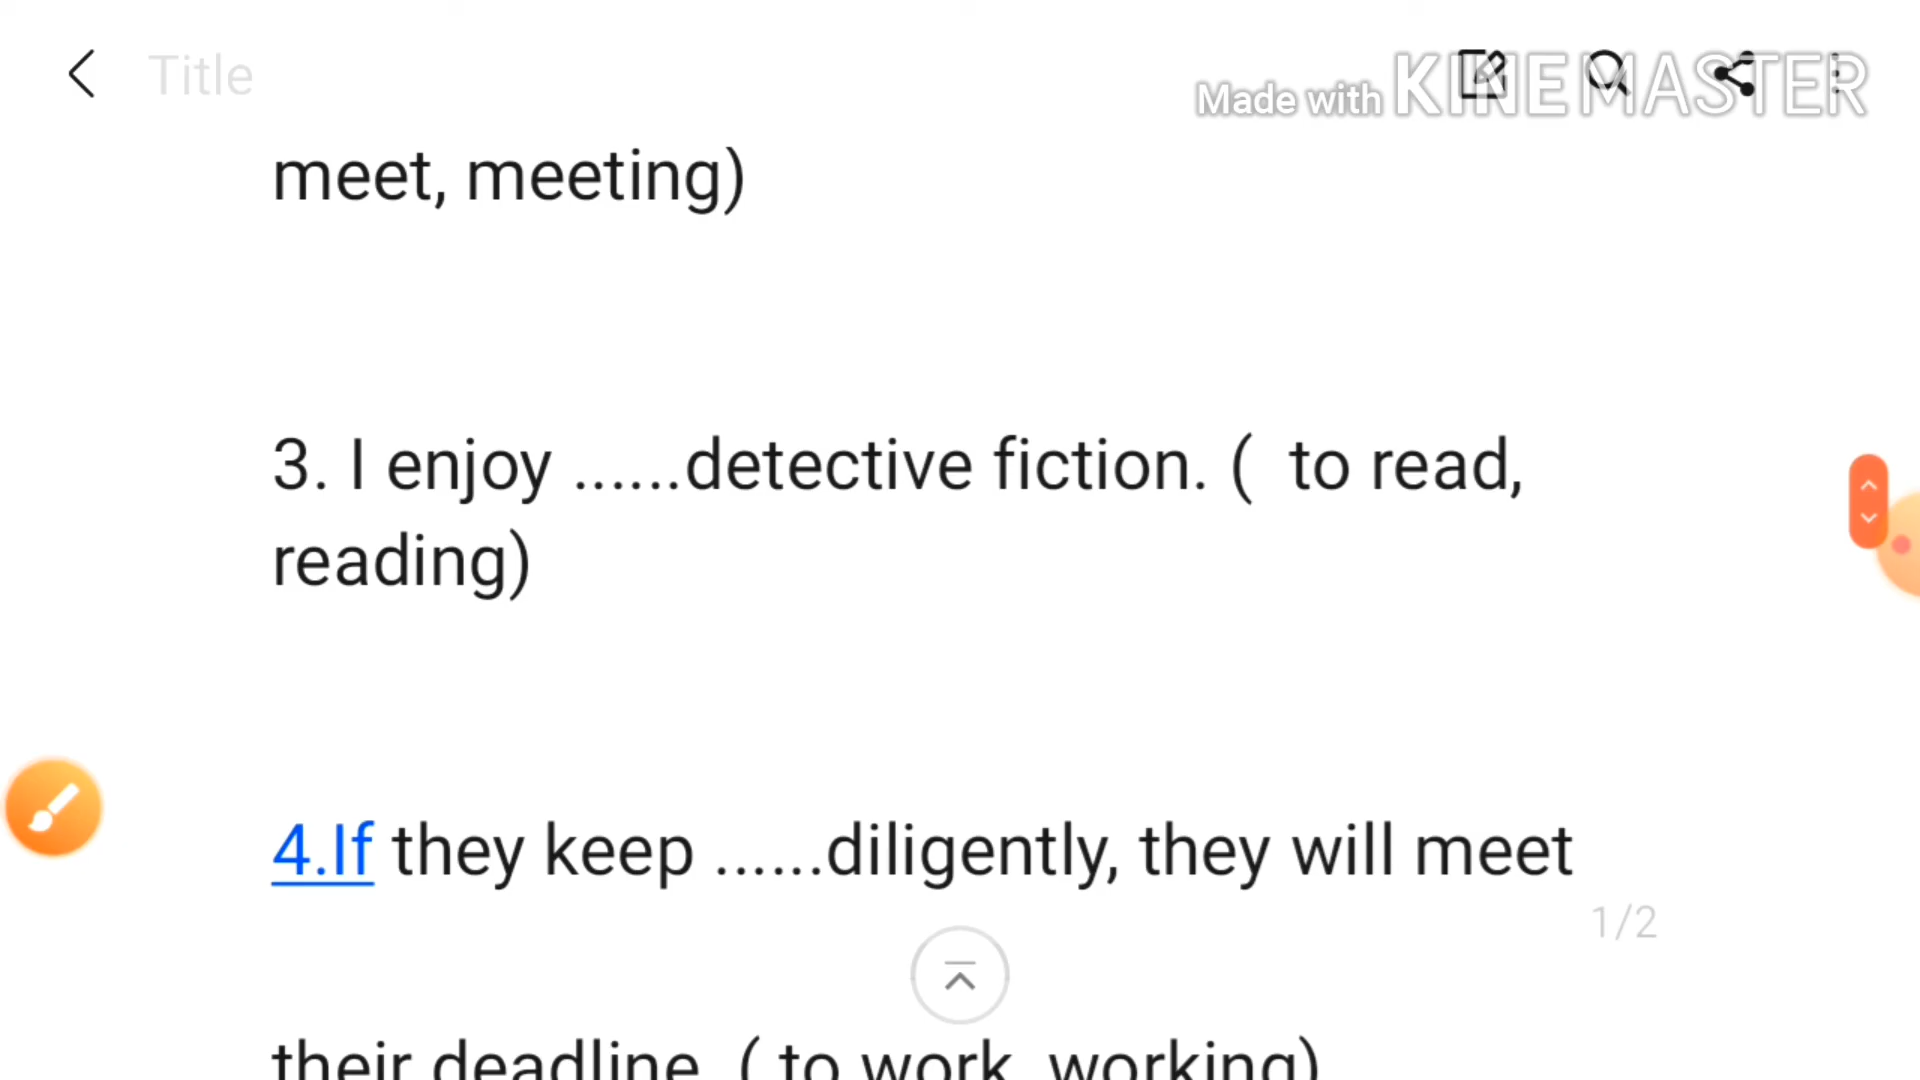 Title
Made with KINEMASTER
meet, meeting)
3. I enjoy ......detective fiction. (  to read,
reading)
4.If they keep ......diligently, they will meet
1/2
their deadline. ( to work, working)